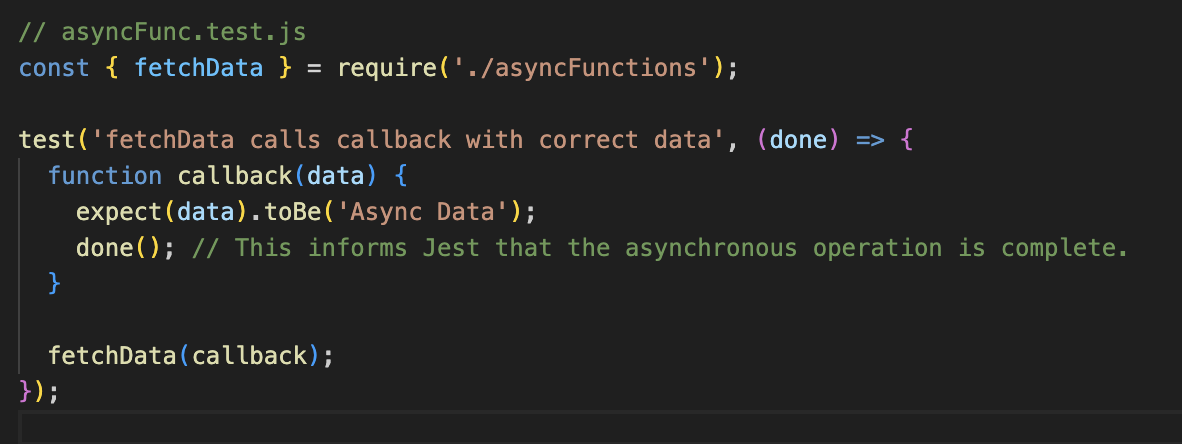 // asyncFunc.test.js
const { fetchData } = require('./asyncFunctions');
test('fetchData calls callback with correct data', (done) => {
function callback(data) {
expect(data).toBe('Async Data');
done(); // This informs Jest that the asynchronous operation is complete.
}
fetchData(callback);
});